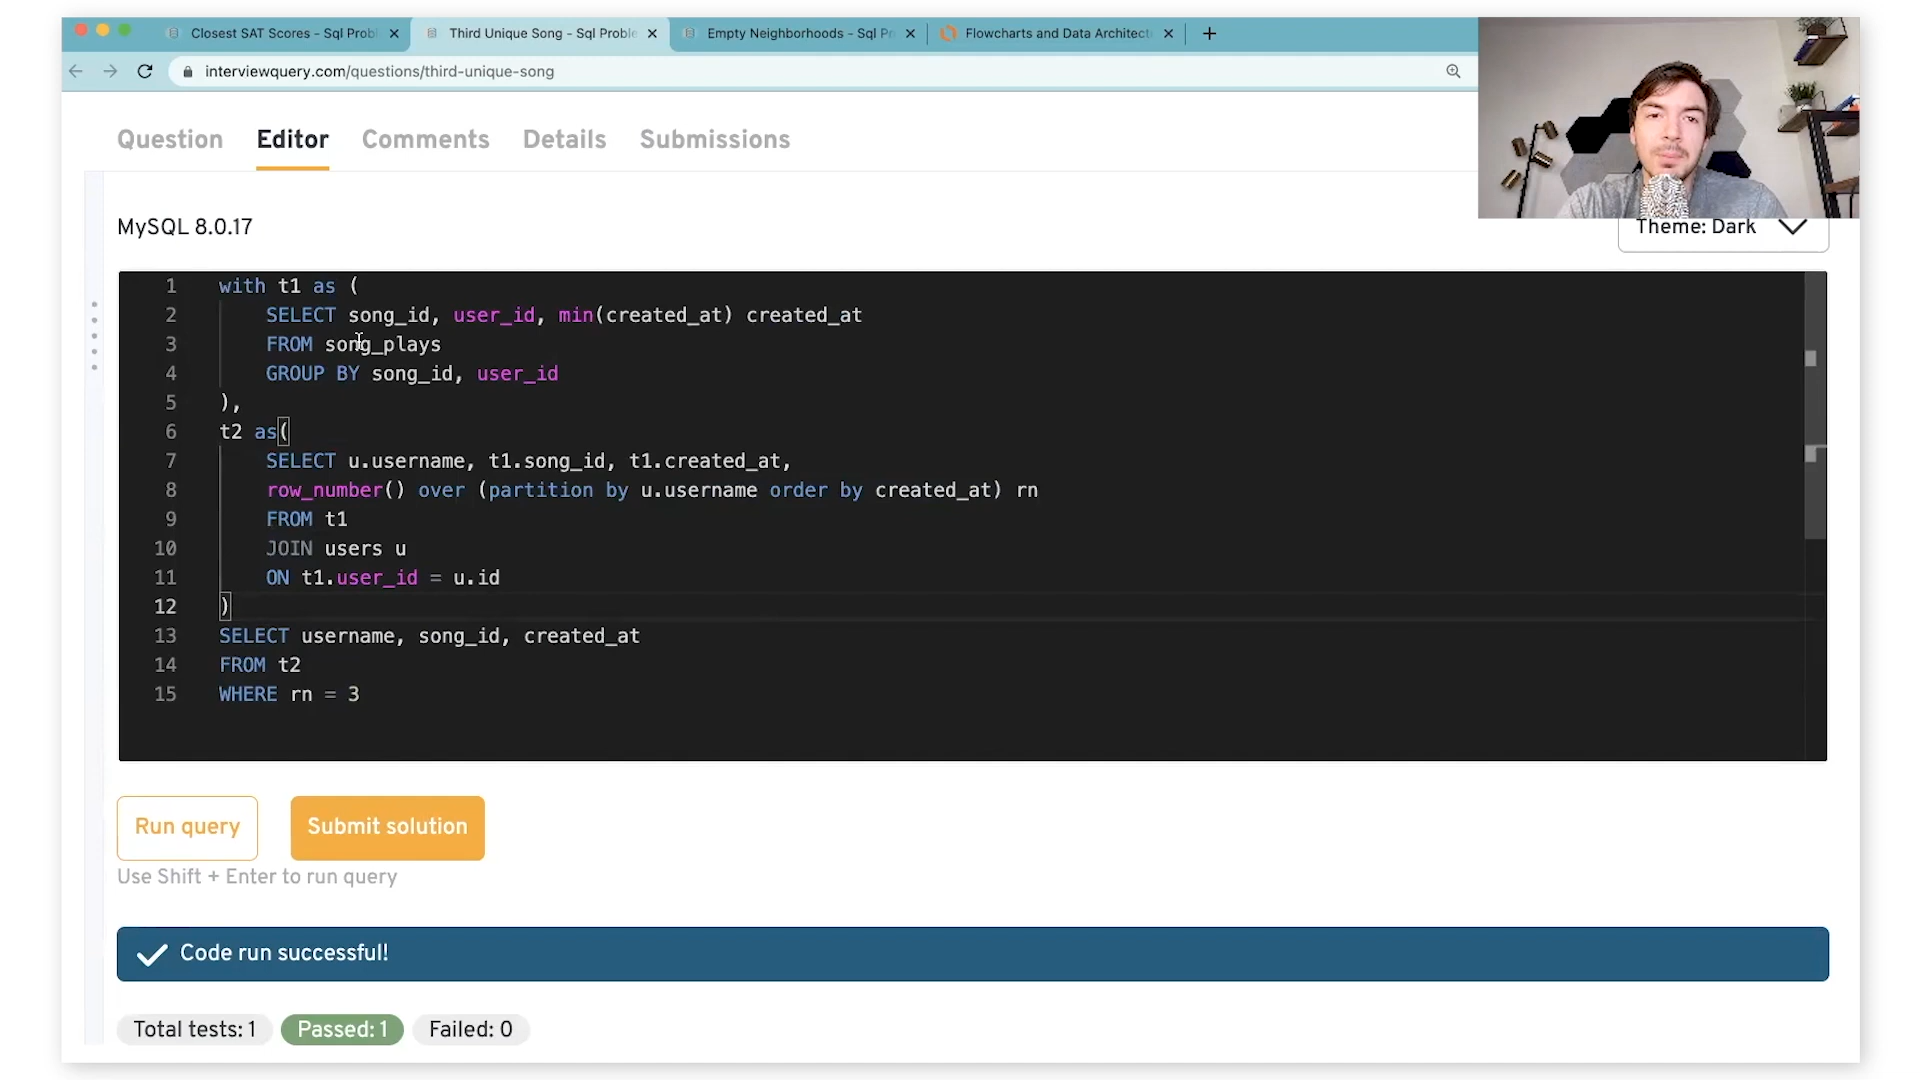 Closest SAT Scores - Sql Probl
Third Unique Song - Sql Proble
Empty Neighborhoods - Sql Pr
Flowcharts and Data Architect
interviewquery.com/questions/third-unique-song
Question Editor Comments Details Submissions
MySQL 8.0.17
Theme: Dark
1 with t1 as (
2 SELECT song_id, user_id, min(created_at) created_at
3 FROM song_plays
4 GROUP BY song_id, user_id
5 ),
6 t2 as(
7 SELECT u.username, t1.song_id, t1.created_at,
8 row_number() over (partition by u.username order by created_at) rn
9 FROM t1
10 JOIN users u
11 ON t1.user_id = u.id
12 )
13 SELECT username, song_id, created_at
14 FROM t2
15 WHERE rn = 3
Run query
Submit solution
Use Shift + Enter to run query
Code run successful!
Total tests: 1 Passed: 1 Failed: 0